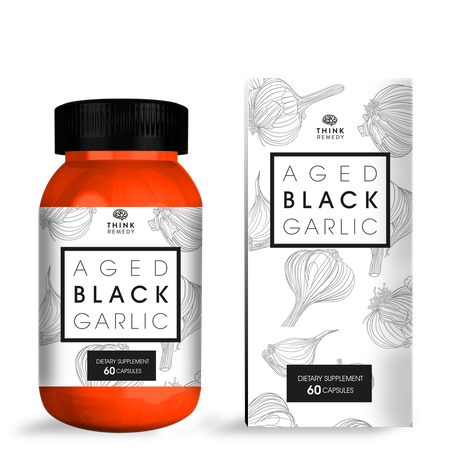 THINK
REMEDY
AGED
BLACK
GARLIC
DIETARY SUPPLEMENT
60 CAPSULES
THINK
REMEDY
AGED
BLACK
GARLIC
DIETARY SUPPLEMENT
60 CAPSULES